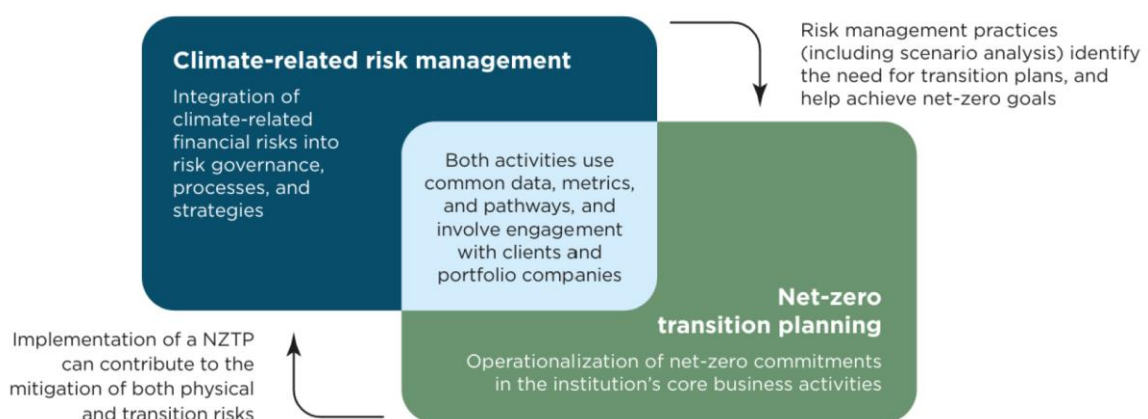 Climate-related risk management
Integration of
climate-related
financial risks into
risk governance,
processes, and
strategies
Risk management practices
(including scenario analysis) identify
the need for transition plans, and
help achieve net-zero goals
Both activities use
common data, metrics,
and pathways, and
involve engagement
with clients and
portfolio companies
Net-zero
transition planning
Operationalization of net-zero commitments
in the institution's core business activities
Implementation of a NZTP
can contribute to the
mitigation of both physical
and transition risks